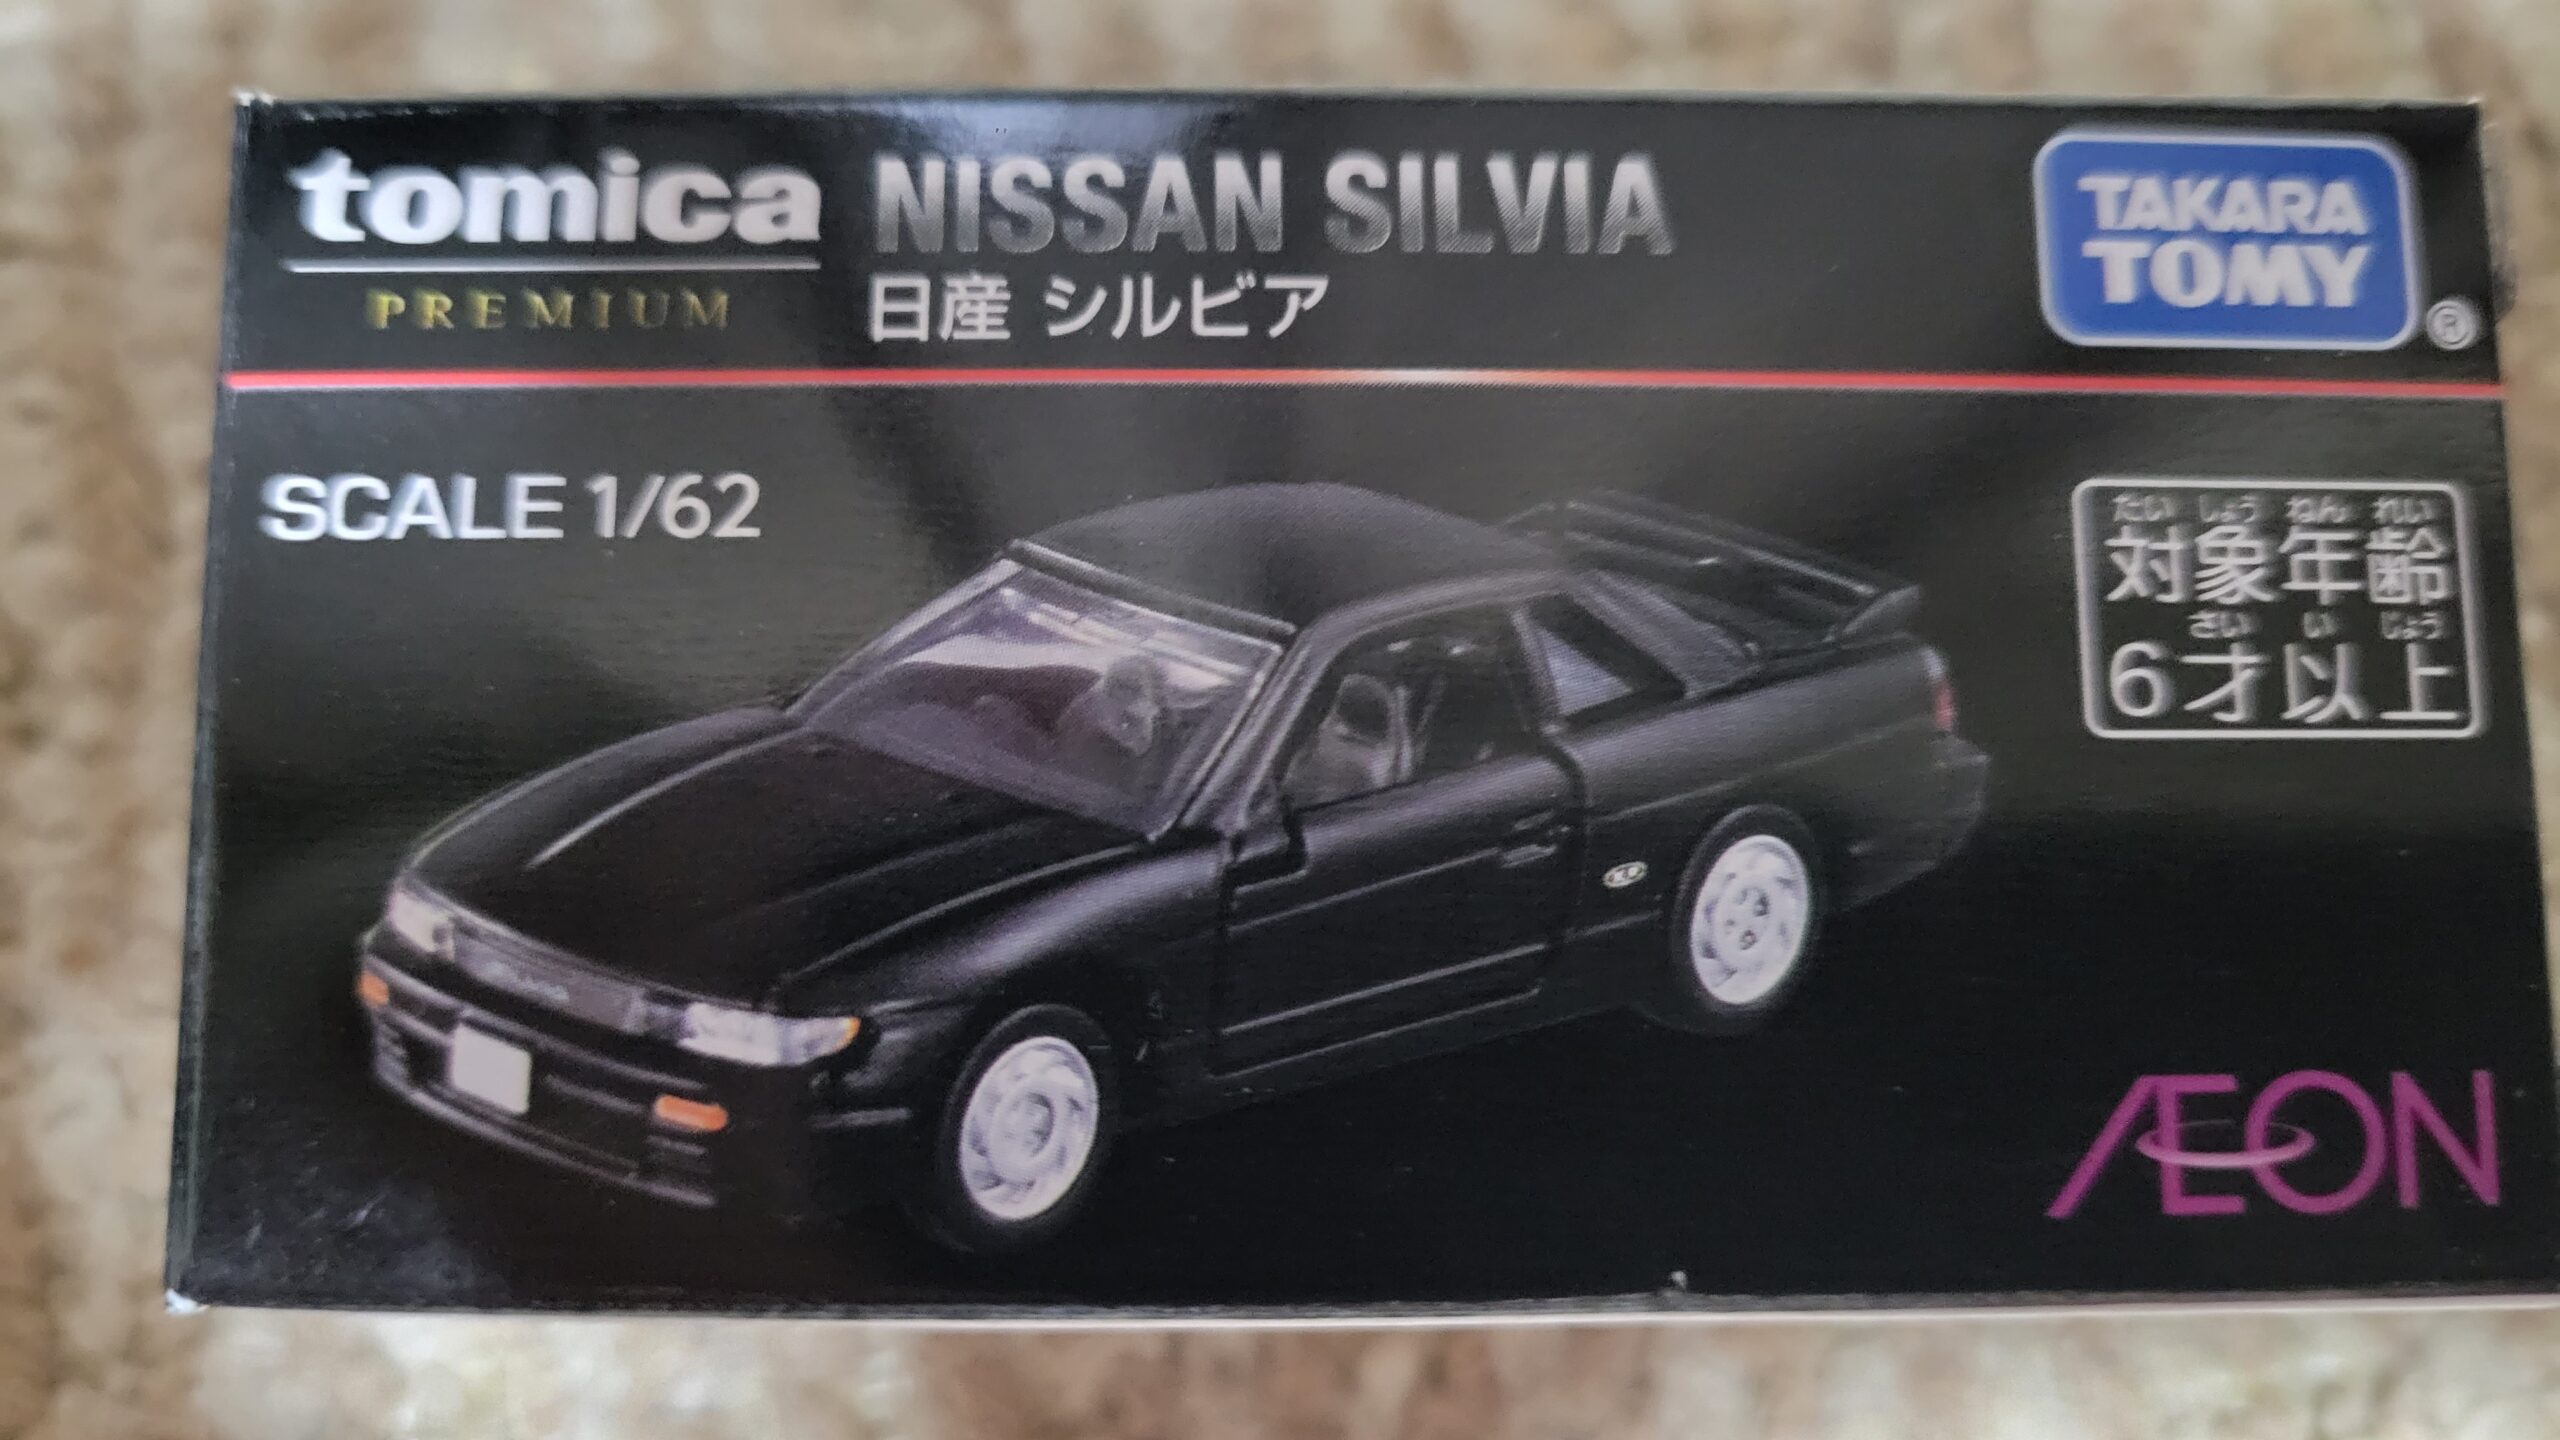 tomica
PREMIUM
NISSAN SILVIA
日産 シルビア
TAKARA
TOMY
®
SCALE 1/62
たい しょう ねん れい
対象年齢
さい い じょう
6才以上
ÆON